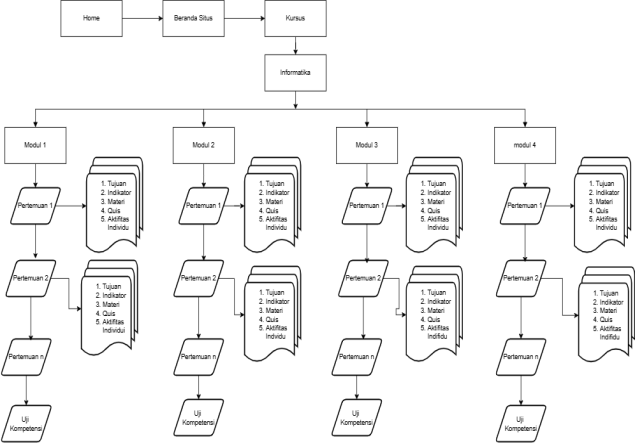 Home
Beranda Situs
Kursus
Informatika
Modul 1
Modul 2
Modul 3
modul 4
Pertemuan 1
1. Tujuan
2. Indikator
3. Materi
4. Quis
5. Aktifitas
Individu
Pertemuan 1
1. Tujuan
2. Indikator
3. Materi
4. Quis
5. Aktifitas
Individu
Pertemuan 1
1. Tujuan
2. Indikator
3. Materi
4. Quis
5. Aktifitas
Individu
Pertemuan 1
1. Tujuan
2. Indikator
3. Materi
4. Quis
5. Aktifitas
Individu
Pertemuan 2
1. Tujuan
2. Indikator
3. Materi
4. Quis
5. Aktifitas
Individui
Pertemuan 2
1. Tujuan
2. Indikator
3. Materi
4. Quis
5. Aktifitas
Individu
Pertemuan 2
1. Tujuan
2. Indikator
3. Materi
4. Quis
5. Aktifitas
Indifidu
Pertemuan 2
1. Tujuan
2. Indikator
3. Materi
4. Quis
5. Aktifitas
Indifidu
Pertemuan n
Pertemuan n
Pertemuan n
Pertemuan n
Uji
Kompetensi
Uji
Kompetensi
Uji
Kompetensi
Uji
Kompetensi